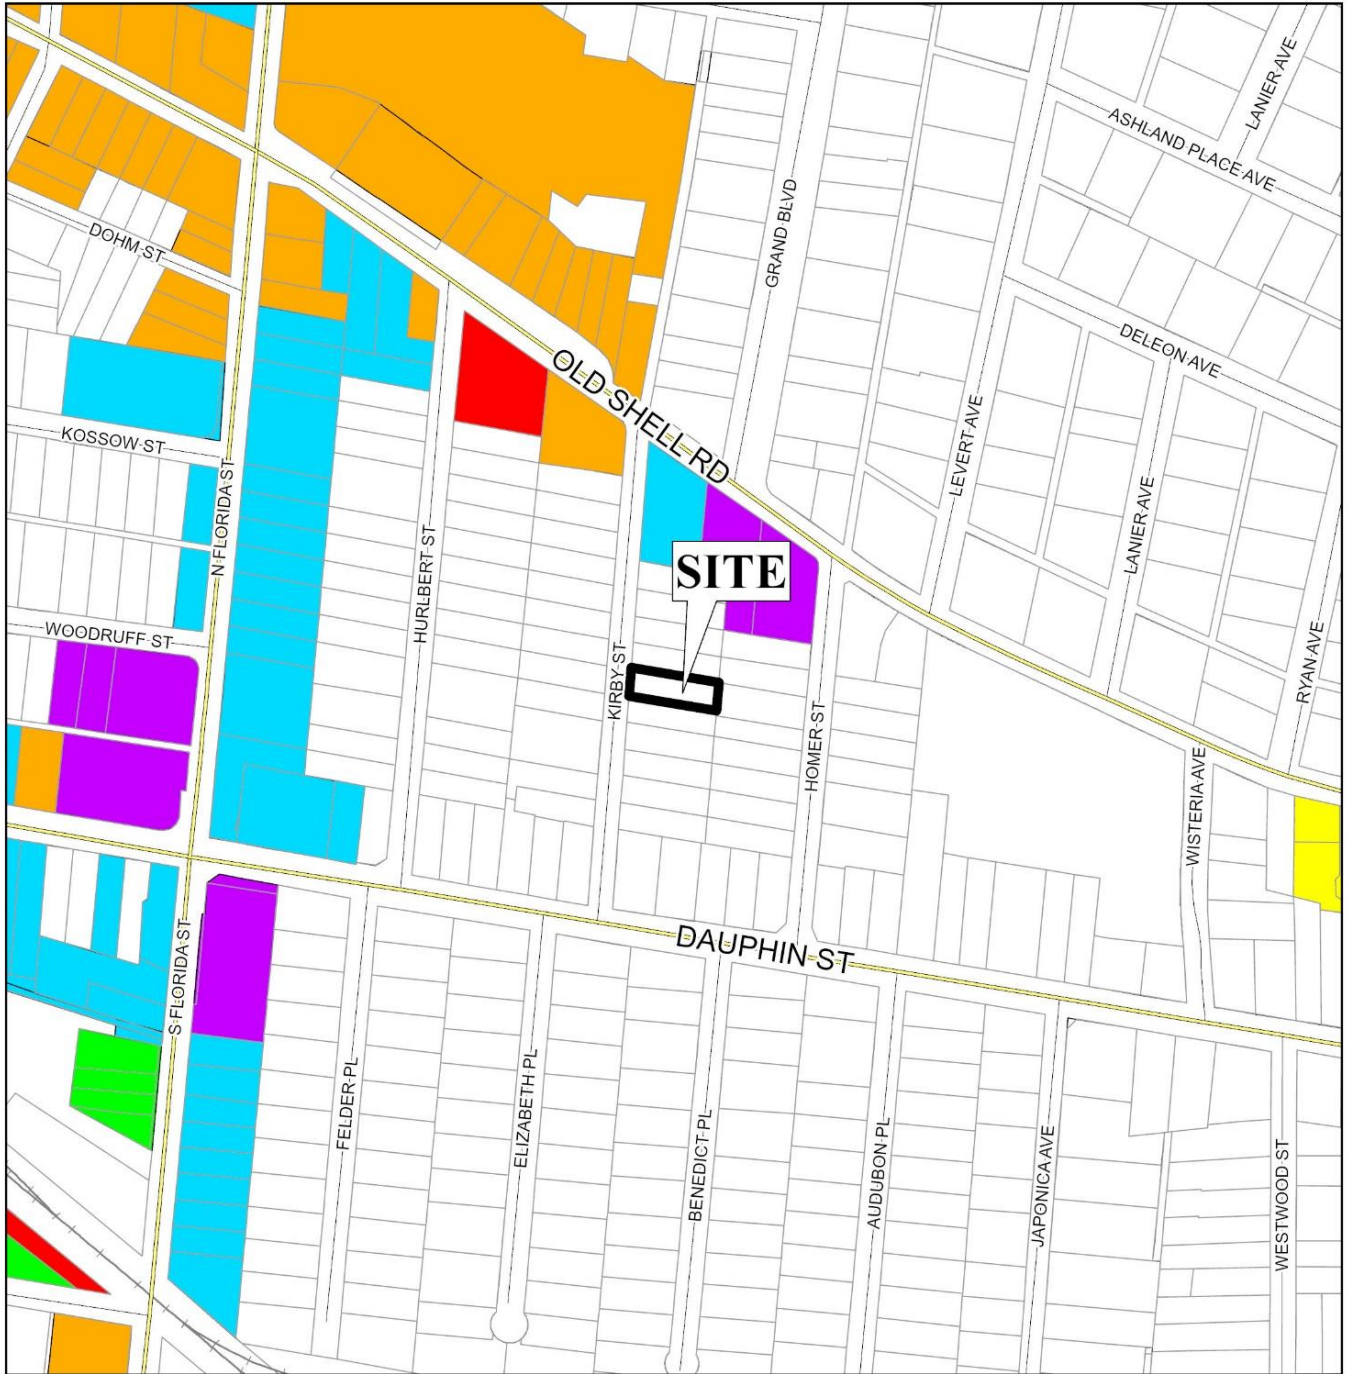 LANIER AVE
ASHLAND PLACE AVE
GRAND BLVD
DOHM ST
DELEON AVE
OLD SHELL RD
KOSSOW ST
LEVERT AVE
N FLORIDA ST
LANIER AVE
HURLBERT ST
SITE
WOODRUFF ST
KIRBY ST
RYAN AVE
HOMER ST
WISTERIA AVE
DAUPHIN ST
S FLORIDA ST
FELDER PL
ELIZABETH PL
BENEDICT PL
AUDUBON PL
JAPONICA AVE
WESTWOOD ST